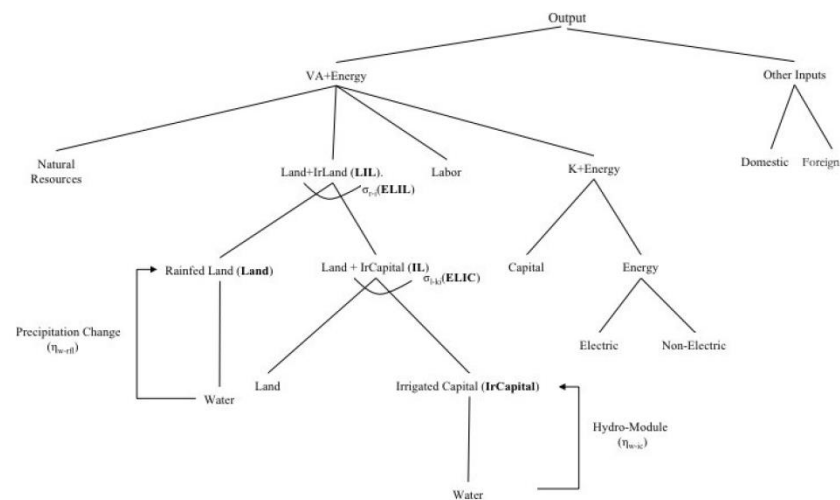 Output
VA+Energy
Other Inputs
Natural
Resources
Land+IrLand (LIL).
Labor
K+Energy
Domestic
Foreign
σr-i(ELIL)
Rainfed Land (Land)
Land + IrCapital (IL)
Capital
Energy
σl-ki(ELIC)
Precipitation Change
(ηw-rfl)
Electric
Non-Electric
Water
Land
Irrigated Capital (IrCapital)
Hydro-Module
(ηw-ic)
Water